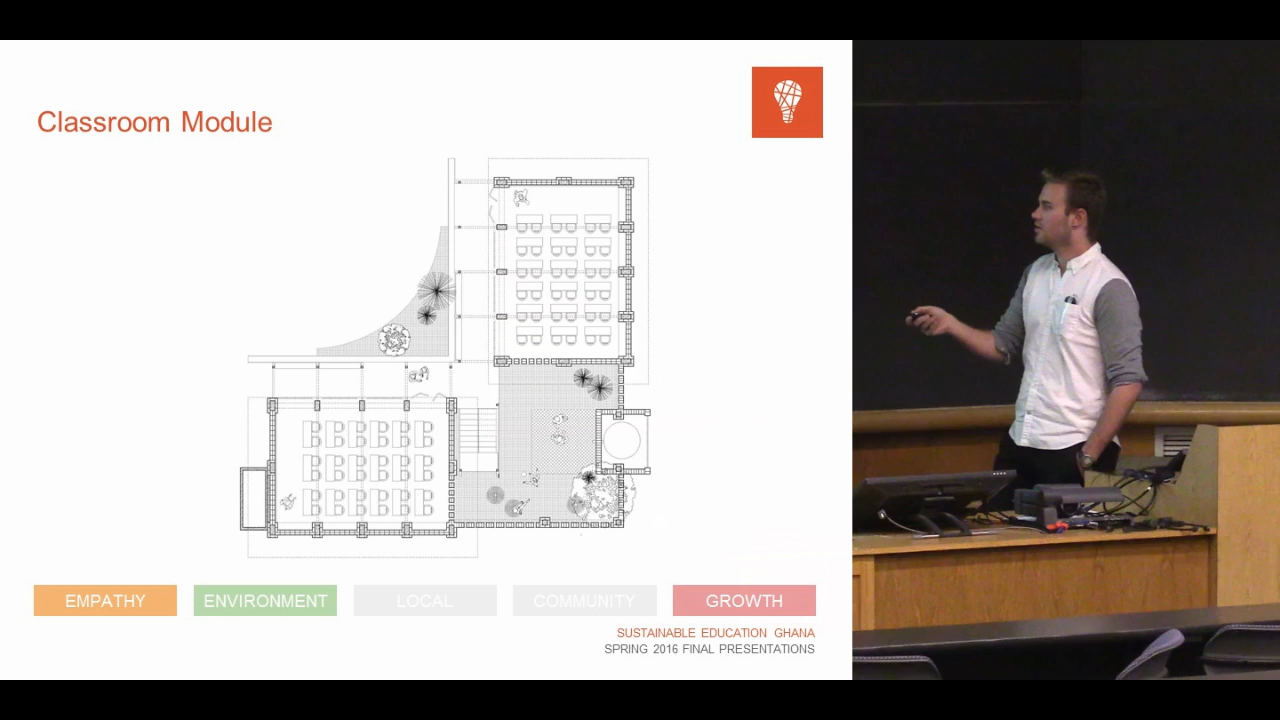 Classroom Module
EMPATHY
ENVIRONMENT
LOCAL
COMMUNITY
GROWTH
SUSTAINABLE EDUCATION GHANA
SPRING 2016 FINAL PRESENTATIONS